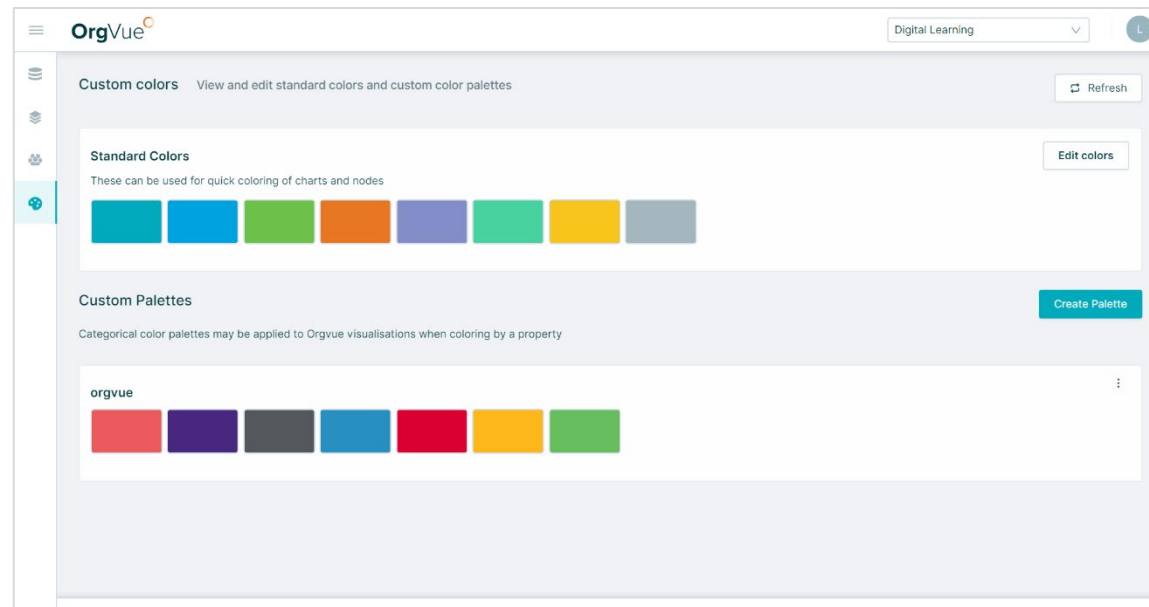 OrgVue
Digital Learning
L
Custom colors View and edit standard colors and custom color palettes
Refresh
Standard Colors
Edit colors
These can be used for quick coloring of charts and nodes
Custom Palettes
Create Palette
Categorical color palettes may be applied to Orgvue visualisations when coloring by a property
orgvue